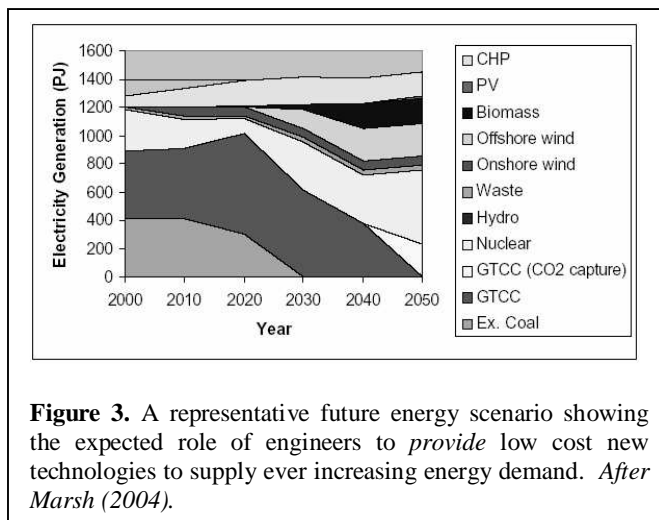 1600
1400
1200
1000
800
600
400
200
0
Electricity Generation (PJ)
2000 2010 2020 2030 2040 2050
Year
CHP
PV
Biomass
Offshore wind
Onshore wind
Waste
Hydro
Nuclear
GTCC (CO2 capture)
GTCC
Ex. Coal
Figure 3. A representative future energy scenario showing
the expected role of engineers to provide low cost new
technologies to supply ever increasing energy demand. After
Marsh (2004).